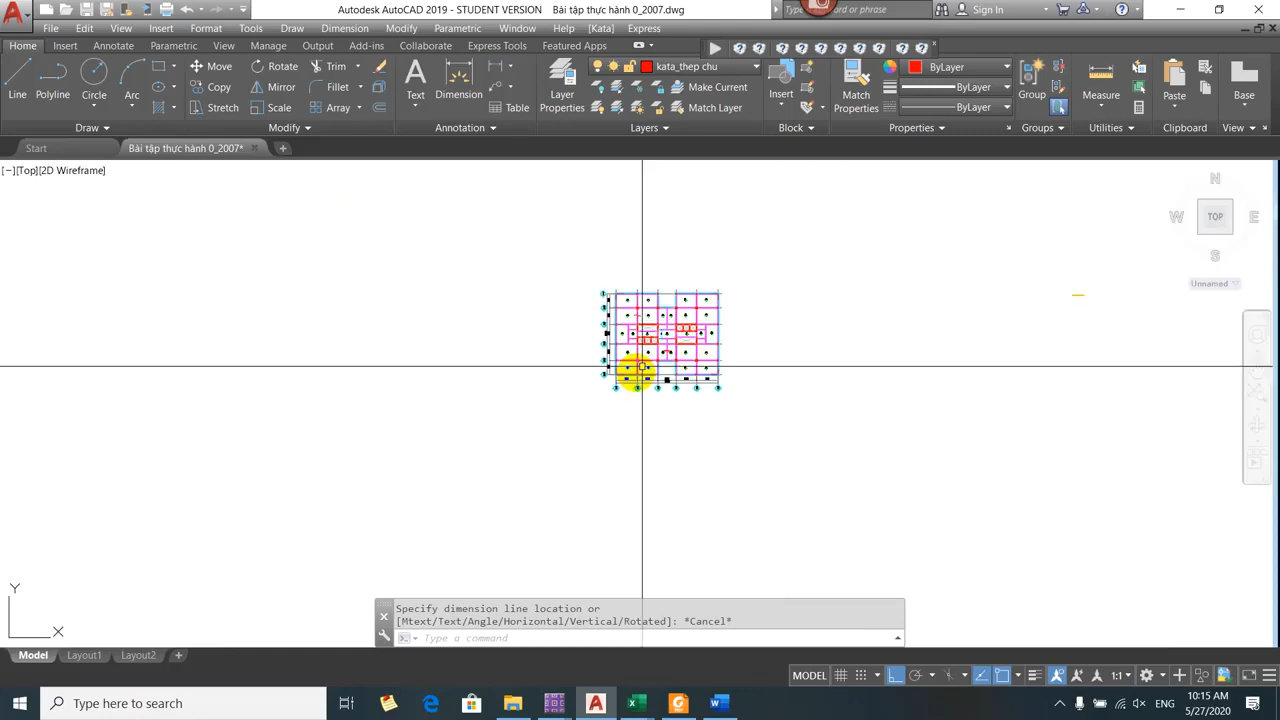 Autodesk AutoCAD 2019 - STUDENT VERSION Bài tập thực hành 0_2007.dwg
Type a keyword or phrase
Sign In
File Edit View Insert Format Tools Draw Dimension Modify Parametric Window Help [Kata] Express
Home Insert Annotate Parametric View Manage Output Add-ins Collaborate Express Tools Featured Apps
Line Polyline Circle Arc
Move Rotate Trim
Copy Mirror Fillet
Stretch Scale Array
Text Dimension Table
Layer Properties
kata_thep chu
Make Current
Match Layer
Insert
Match Properties
ByLayer
ByLayer
ByLayer
Group
Measure
Paste
Base
Draw Modify Annotation Layers Block Properties Groups Utilities Clipboard View
Start Bài tập thực hành 0_2007*
[−][Top][2D Wireframe]
N
W TOP E
S
Unnamed
Y
X
Specify dimension line location or
[Mtext/Text/Angle/Horizontal/Vertical/Rotated]: *Cancel*
Type a command
Model Layout1 Layout2
MODEL 1:1
Type here to search
ENG
10:15 AM
5/27/2020